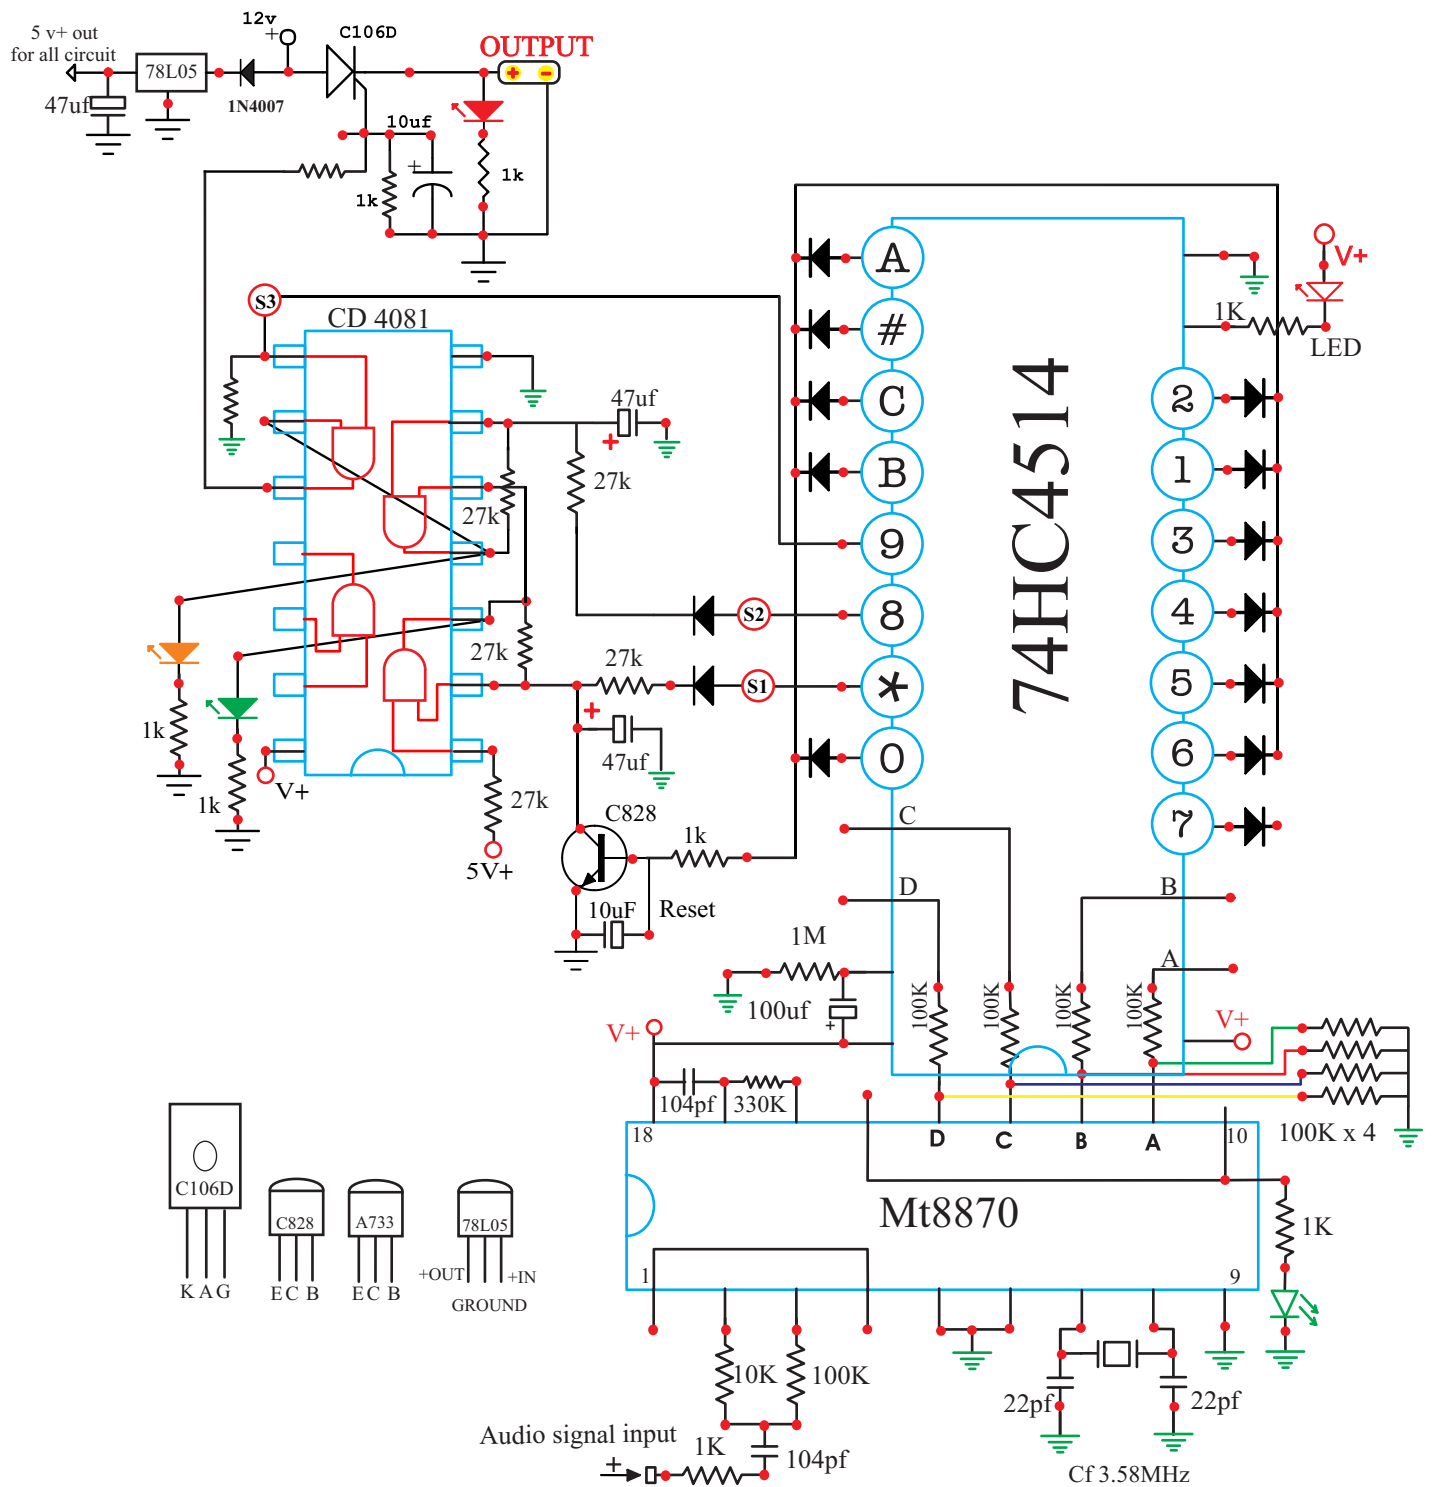 5 v+ out
for all circuit
12v
+
C106D
OUTPUT
+ -
78L05
47uf
1N4007
10uf
+
1k
1k
S3
CD 4081
47uf
+
27k
27k
27k
27k
S2
S1
+
47uf
1k
1k
V+
27k
5V+
C828
1k
10uF
Reset
A
#
C
B
9
8
*
0
74HC4514
V+
1K
LED
2
1
3
4
5
6
7
C
D
B
A
1M
100uf
+
100K
100K
100K
100K
V+
V+
104pf
330K
18
D
C
B
A
10
100K x 4
Mt8870
1K
1
9
C106D
K A G
C828
E C B
A733
E C B
78L05
+OUT
+IN
GROUND
10K
100K
22pf
22pf
Audio signal input
+
1K
104pf
Cf 3.58MHz